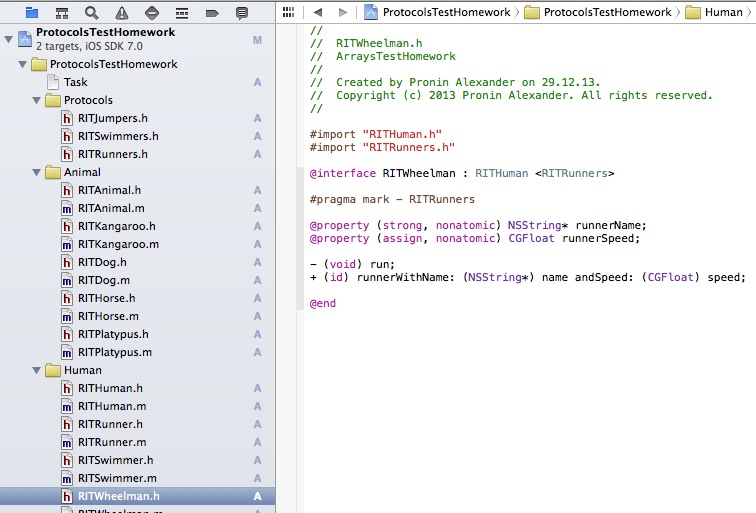 ProtocolsTestHomework
2 targets, iOS SDK 7.0
M
ProtocolsTestHomework
Task A
Protocols
RITJumpers.h A
RITSwimmers.h A
RITRunners.h A
Animal
RITAnimal.h A
RITAnimal.m A
RITKangaroo.h A
RITKangaroo.m A
RITDog.h A
RITDog.m A
RITHorse.h A
RITHorse.m A
RITPlatypus.h A
RITPlatypus.m A
Human
RITHuman.h A
RITHuman.m A
RITRunner.h A
RITRunner.m A
RITSwimmer.h A
RITSwimmer.m A
RITWheelman.h A
RITWheelman.m A
ProtocolsTestHomework ProtocolsTestHomework Human
//
//  RITWheelman.h
//  ArraysTestHomework
//
//  Created by Pronin Alexander on 29.12.13.
//  Copyright (c) 2013 Pronin Alexander. All rights reserved.
//
#import "RITHuman.h"
#import "RITRunners.h"
@interface RITWheelman : RITHuman <RITRunners>
#pragma mark - RITRunners
@property (strong, nonatomic) NSString* runnerName;
@property (assign, nonatomic) CGFloat runnerSpeed;
- (void) run;
+ (id) runnerWithName: (NSString*) name andSpeed: (CGFloat) speed;
@end